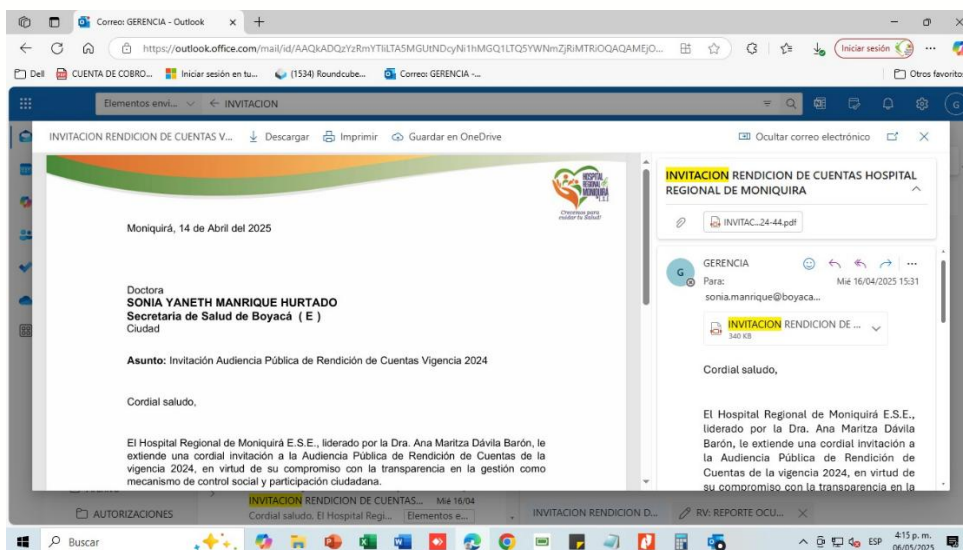 Correo: GERENCIA - Outlook
https://outlook.office.com/mail/id/AAQkADQzYzRmYTliLTA5MGUtNDcyNi1hMGQ1LTQ5YWNmZjRiMTRiOQAQAMEjO...
Iniciar sesión
Dell
CUENTA DE COBRO...
Iniciar sesión en tu...
(1534) Roundcube...
Correo: GERENCIA -...
Otros favoritos
Elementos envi...
INVITACION
INVITACION RENDICION DE CUENTAS V...
Descargar
Imprimir
Guardar en OneDrive
Ocultar correo electrónico
HOSPITAL
REGIONAL
MONIQUIRÁ
E.S.E.
Crecemos para
cuidar tu Salud!
Moniquirá, 14 de Abril del 2025
Doctora
SONIA YANETH MANRIQUE HURTADO
Secretaria de Salud de Boyacá ( E )
Ciudad
Asunto: Invitación Audiencia Pública de Rendición de Cuentas Vigencia 2024
Cordial saludo,
El Hospital Regional de Moniquirá E.S.E., liderado por la Dra. Ana Maritza Dávila Barón, le
extiende una cordial invitación a la Audiencia Pública de Rendición de Cuentas de la
vigencia 2024, en virtud de su compromiso con la transparencia en la gestión como
mecanismo de control social y participación ciudadana.
INVITACION RENDICION DE CUENTAS HOSPITAL
REGIONAL DE MONIQUIRA
INVITAC...24-44.pdf
G
GERENCIA
Para:
Mié 16/04/2025 15:31
sonia.manrique@boyaca...
INVITACION RENDICION DE ...
340 KB
Cordial saludo,
El Hospital Regional de Moniquirá E.S.E.,
liderado por la Dra. Ana Maritza Dávila
Barón, le extiende una cordial invitación a
la Audiencia Pública de Rendición de
Cuentas de la vigencia 2024, en virtud de
su compromiso con la transparencia en la
AUTORIZACIONES
INVITACION RENDICION DE CUENTAS...
Mié 16/04
Cordial saludo. El Hospital Regi...
Elementos e...
INVITACION RENDICION D...
RV: REPORTE OCU...
Buscar
ESP
4:15 p. m.
06/05/2025